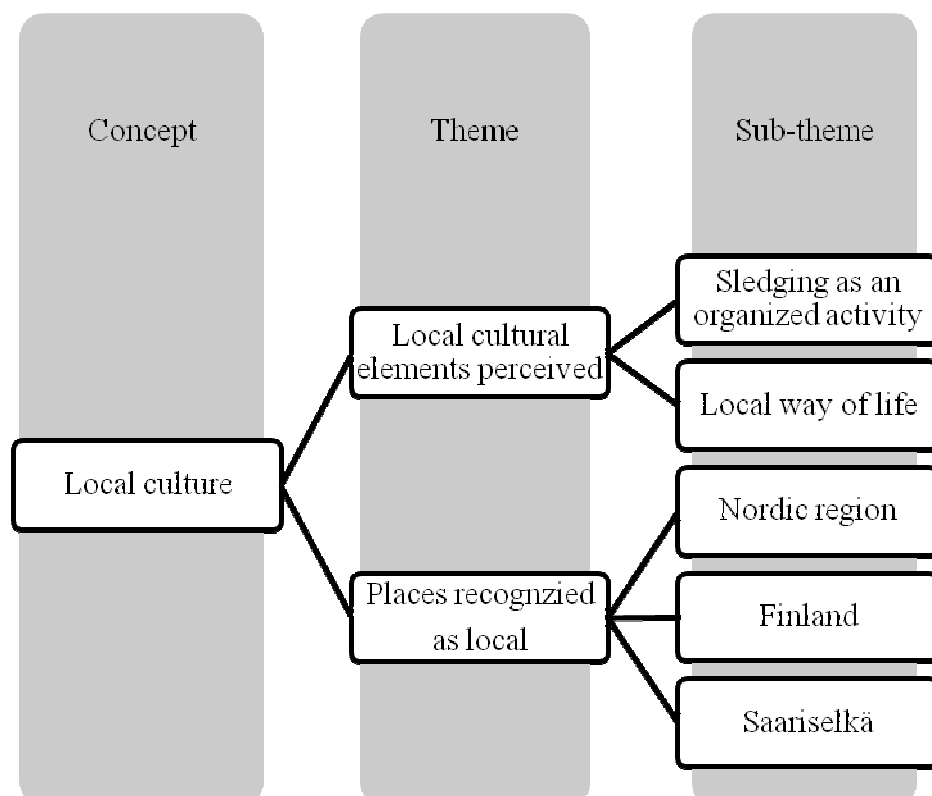 Concept
Theme
Sub-theme
Sledging as an
organized activity
Local cultural
elements perceived
Local way of life
Local culture
Nordic region
Places recognzied
as local
Finland
Saariselkä